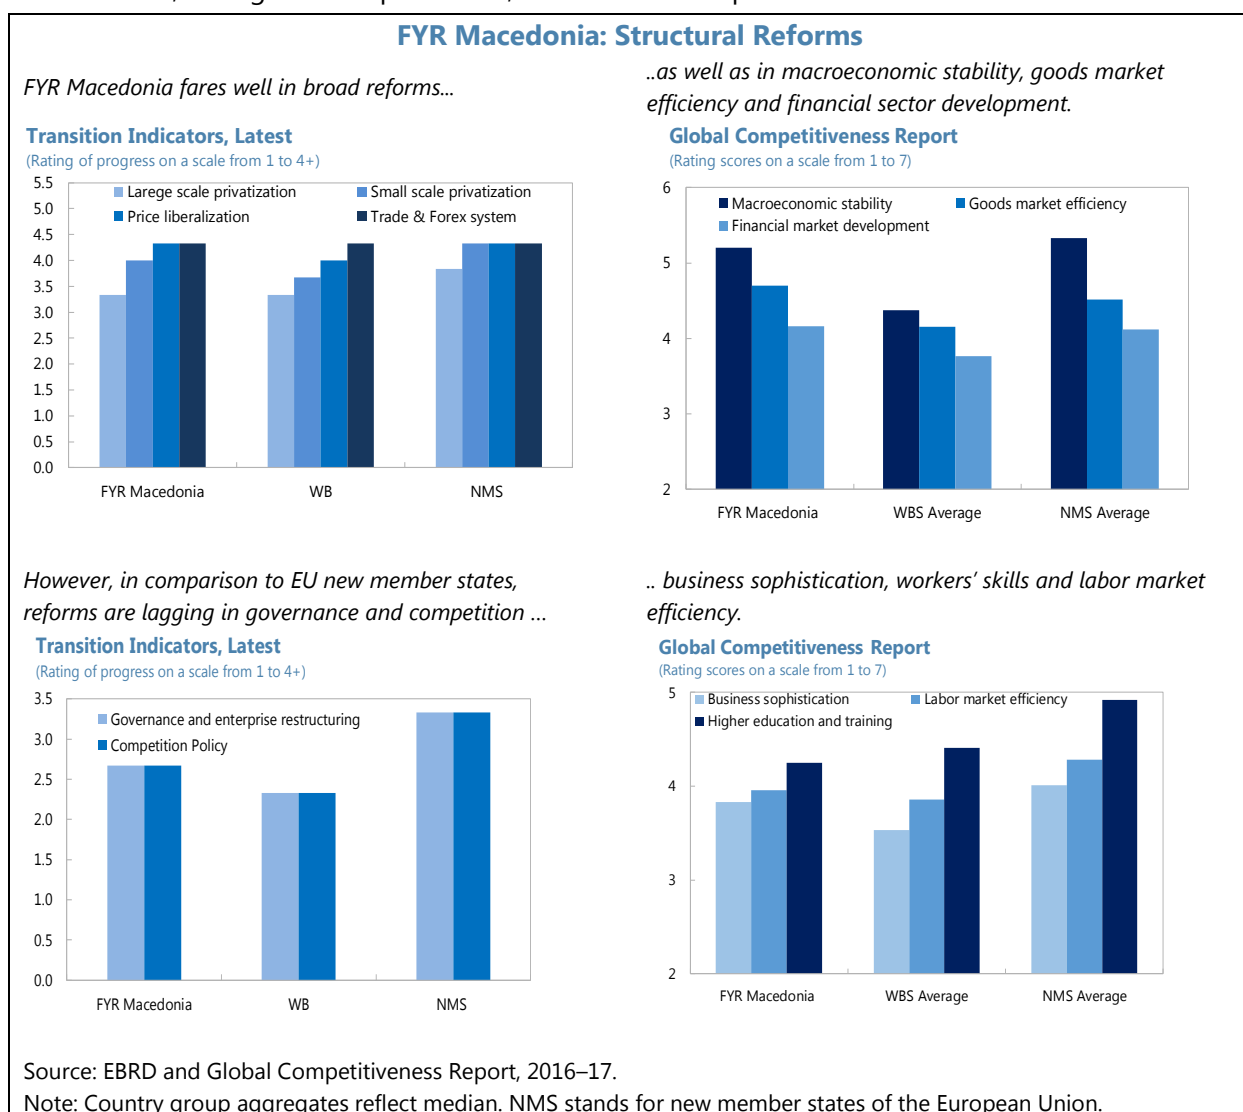 FYR Macedonia: Structural Reforms
FYR Macedonia fares well in broad reforms...
Transition Indicators, Latest
(Rating of progress on a scale from 1 to 4+)
5.5
5.0
4.5
4.0
3.5
3.0
2.5
2.0
1.5
1.0
0.5
0.0
Larege scale privatization
Small scale privatization
Price liberalization
Trade & Forex system
FYR Macedonia
WB
NMS
..as well as in macroeconomic stability, goods market
efficiency and financial sector development.
Global Competitiveness Report
(Rating scores on a scale from 1 to 7)
6
5
4
3
2
Macroeconomic stability
Goods market efficiency
Financial market development
FYR Macedonia
WBS Average
NMS Average
However, in comparison to EU new member states,
reforms are lagging in governance and competition ...
Transition Indicators, Latest
(Rating of progress on a scale from 1 to 4+)
3.5
3.0
2.5
2.0
1.5
1.0
0.5
0.0
Governance and enterprise restructuring
Competition Policy
FYR Macedonia
WB
NMS
.. business sophistication, workers' skills and labor market
efficiency.
Global Competitiveness Report
(Rating scores on a scale from 1 to 7)
5
4
3
2
Business sophistication
Labor market efficiency
Higher education and training
FYR Macedonia
WBS Average
NMS Average
Source: EBRD and Global Competitiveness Report, 2016–17.
Note: Country group aggregates reflect median. NMS stands for new member states of the European Union.